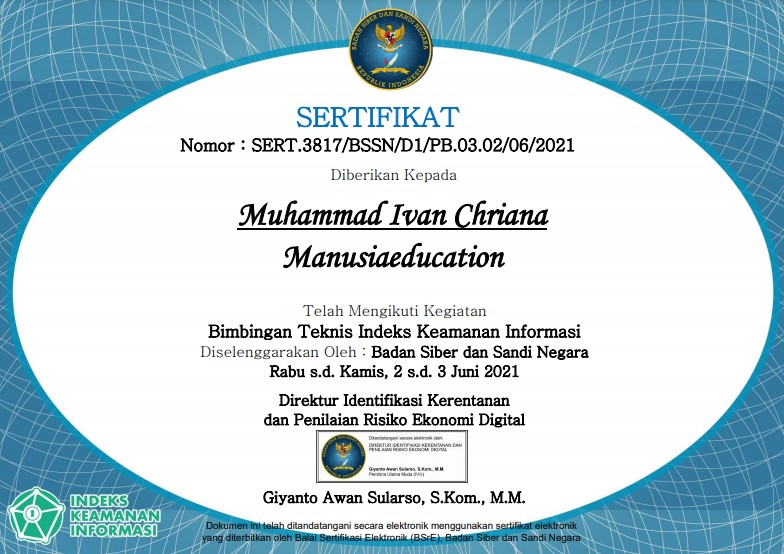 BADAN SIBER DAN SANDI NEGARA
REPUBLIK INDONESIA
SERTIFIKAT
Nomor : SERT.3817/BSSN/D1/PB.03.02/06/2021
Diberikan Kepada
Muhammad Ivan Chriana
Manusiaeducation
Telah Mengikuti Kegiatan
Bimbingan Teknis Indeks Keamanan Informasi
Diselenggarakan Oleh : Badan Siber dan Sandi Negara
Rabu s.d. Kamis, 2 s.d. 3 Juni 2021
Direktur Identifikasi Kerentanan
dan Penilaian Risiko Ekonomi Digital
Ditandatangani secara elektronik oleh:
DIREKTUR IDENTIFIKASI KERENTANAN DAN
PENILAIAN RISIKO EKONOMI DIGITAL
Giyanto Awan Sularso, S.Kom., M.M.
Pembina Utama Muda (IV/c)
Giyanto Awan Sularso, S.Kom., M.M.
INDEKS
KEAMANAN
INFORMASI
Dokumen ini telah ditandatangani secara elektronik menggunakan sertifikat elektronik
yang diterbitkan oleh Balai Sertifikasi Elektronik (BSrE), Badan Siber dan Sandi Negara